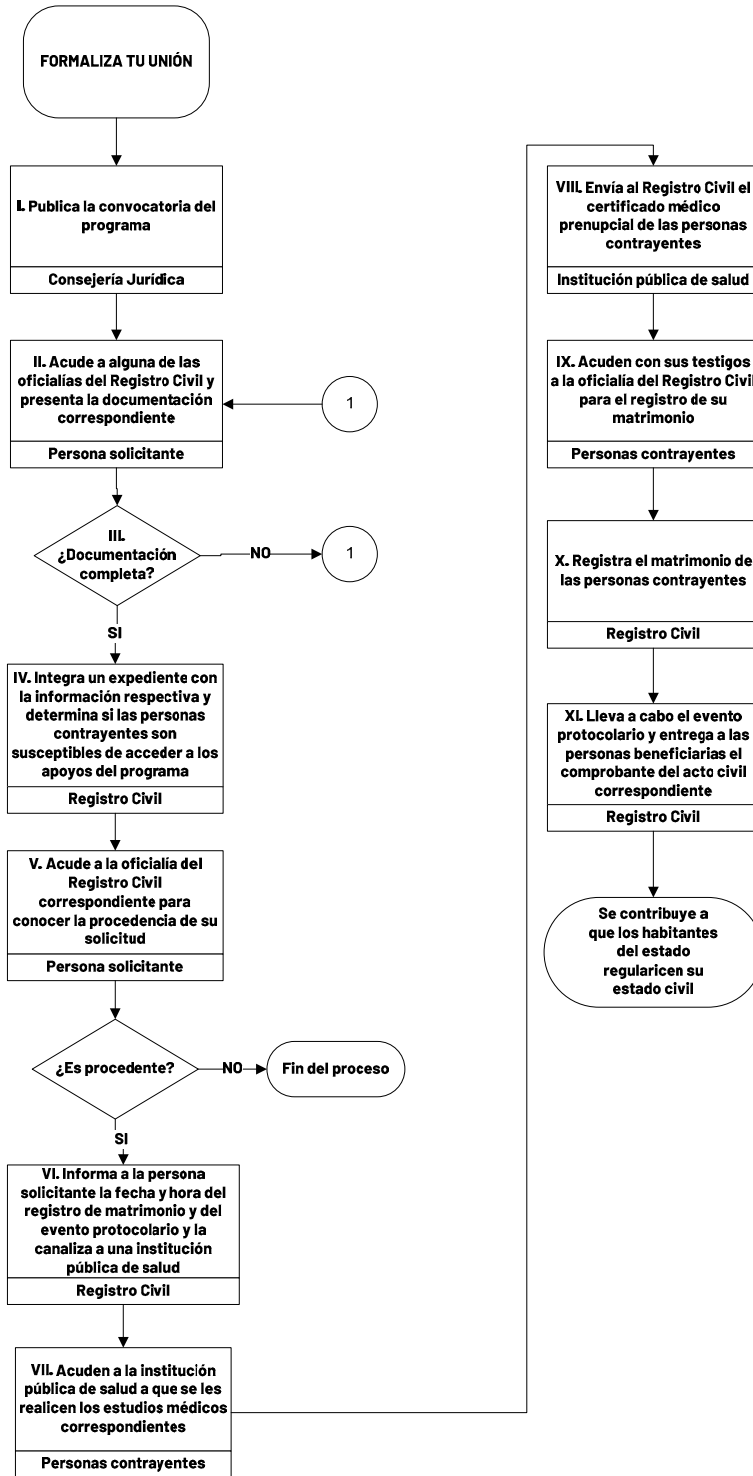 FORMALIZA TU UNIÓN
I. Publica la convocatoria del
programa
Consejería Jurídica
II. Acude a alguna de las
oficialías del Registro Civil y
presenta la documentación
correspondiente
Persona solicitante
1
III.
¿Documentación
completa?
NO
1
SI
IV. Integra un expediente con
la información respectiva y
determina si las personas
contrayentes son
susceptibles de acceder a los
apoyos del programa
Registro Civil
V. Acude a la oficialía del
Registro Civil
correspondiente para
conocer la procedencia de su
solicitud
Persona solicitante
¿Es procedente?
NO
Fin del proceso
SI
VI. Informa a la persona
solicitante la fecha y hora del
registro de matrimonio y del
evento protocolario y la
canaliza a una institución
pública de salud
Registro Civil
VII. Acuden a la institución
pública de salud a que se les
realicen los estudios médicos
correspondientes
Personas contrayentes
VIII. Envía al Registro Civil el
certificado médico
prenupcial de las personas
contrayentes
Institución pública de salud
IX. Acuden con sus testigos
a la oficialía del Registro Civil
para el registro de su
matrimonio
Personas contrayentes
X. Registra el matrimonio de
las personas contrayentes
Registro Civil
XI. Lleva a cabo el evento
protocolario y entrega a las
personas beneficiarias el
comprobante del acto civil
correspondiente
Registro Civil
Se contribuye a
que los habitantes
del estado
regularicen su
estado civil